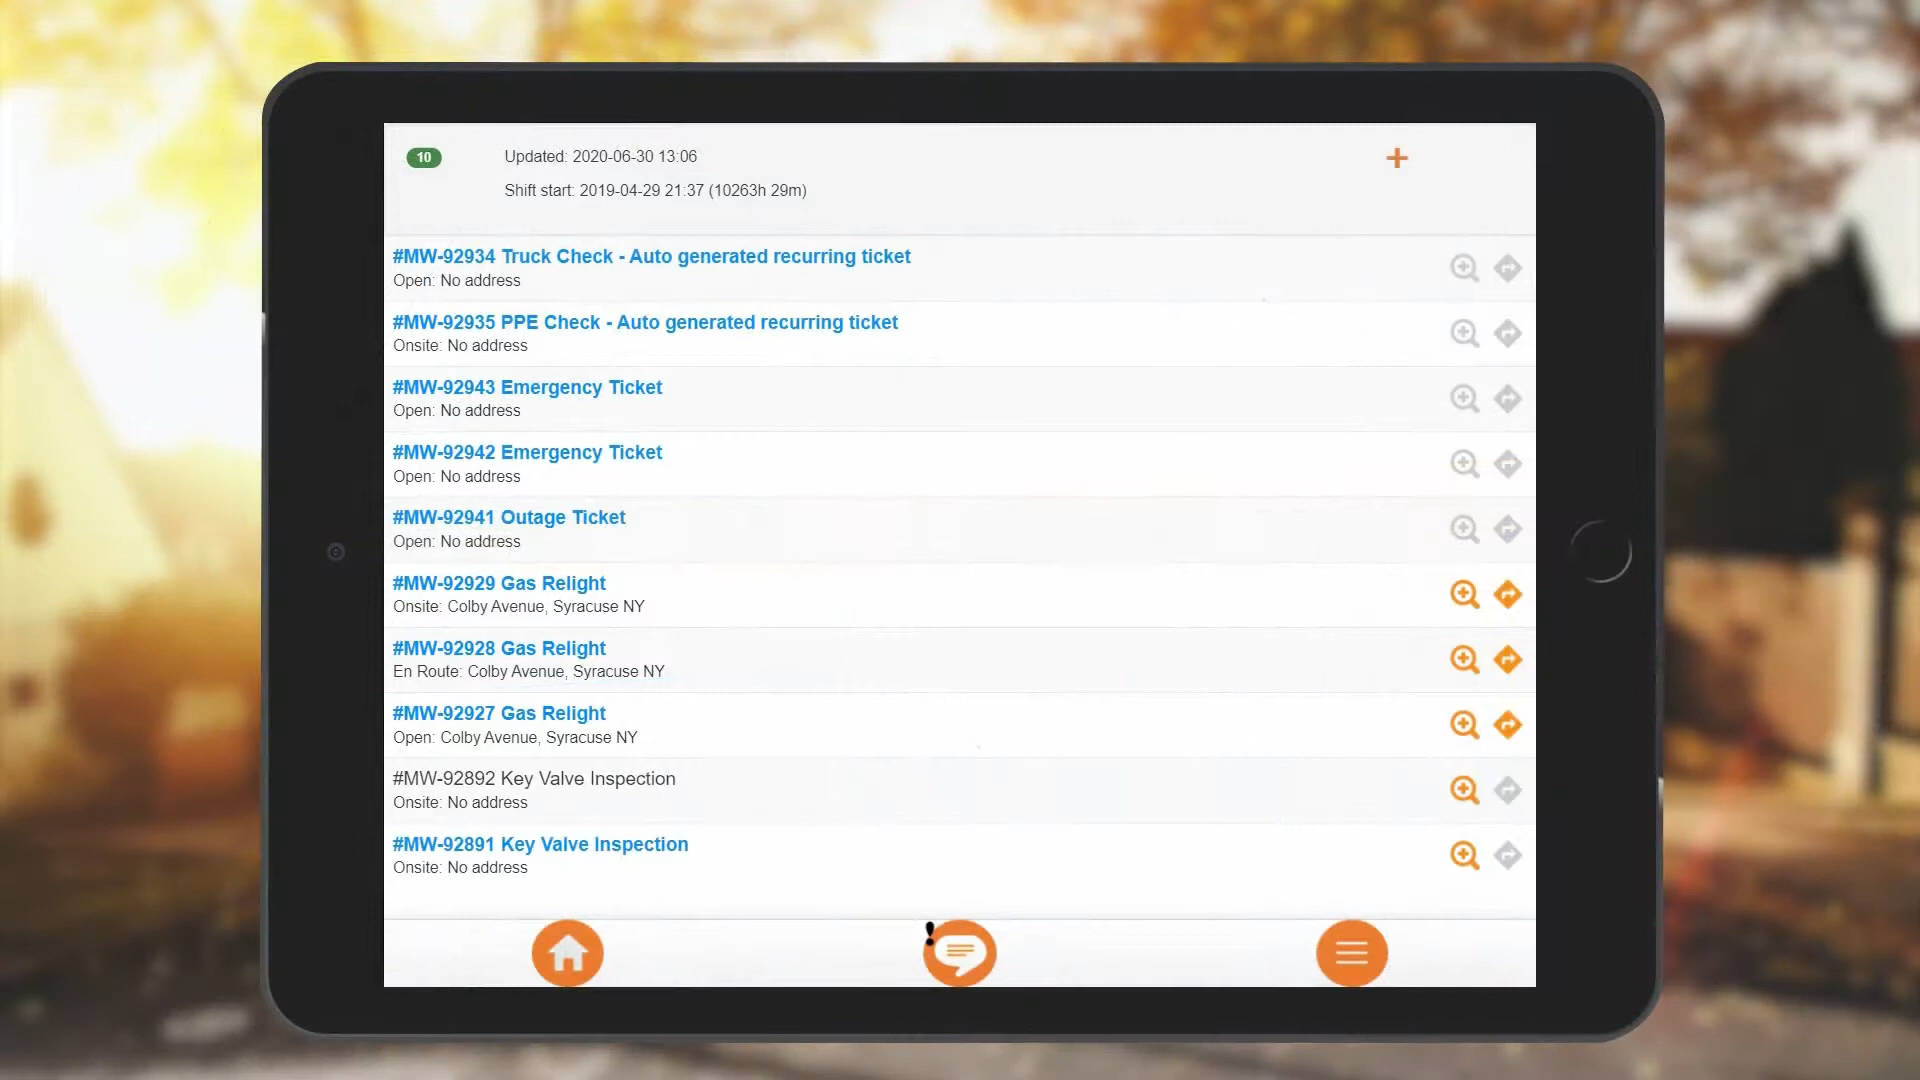 10
Updated: 2020-06-30 13:06
Shift start: 2019-04-29 21:37 (10263h 29m)
#MW-92934 Truck Check - Auto generated recurring ticket
Open: No address
#MW-92935 PPE Check - Auto generated recurring ticket
Onsite: No address
#MW-92943 Emergency Ticket
Open: No address
#MW-92942 Emergency Ticket
Open: No address
#MW-92941 Outage Ticket
Open: No address
#MW-92929 Gas Relight
Onsite: Colby Avenue, Syracuse NY
#MW-92928 Gas Relight
En Route: Colby Avenue, Syracuse NY
#MW-92927 Gas Relight
Open: Colby Avenue, Syracuse NY
#MW-92892 Key Valve Inspection
Onsite: No address
#MW-92891 Key Valve Inspection
Onsite: No address